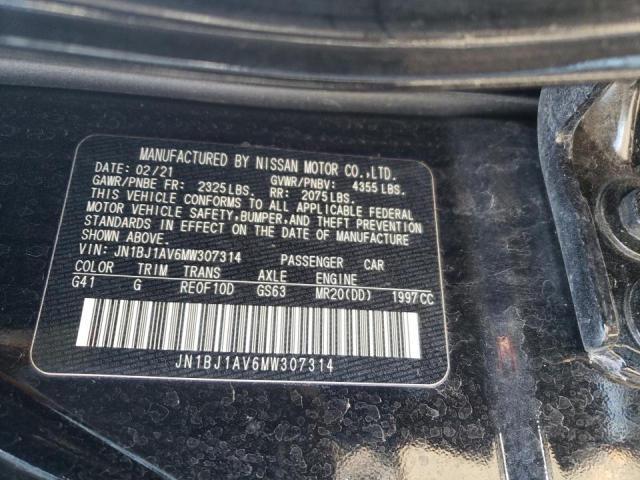 MANUFACTURED BY NISSAN MOTOR CO.,LTD.
DATE: 02/21 GVWR/PNBV: 4355 LBS.
GAWR/PNBE FR: 2325 LBS. RR: 2075 LBS.
THIS VEHICLE CONFORMS TO ALL APPLICABLE FEDERAL
MOTOR VEHICLE SAFETY, BUMPER, AND THEFT PREVENTION
STANDARDS IN EFFECT ON THE DATE OF MANUFACTURE
SHOWN ABOVE.
VIN: JN1BJ1AV6MW307314 PASSENGER CAR
COLOR TRIM TRANS AXLE ENGINE
G41 G RE0F10D GS63 MR20(DD) 1997CC
JN1BJ1AV6MW307314